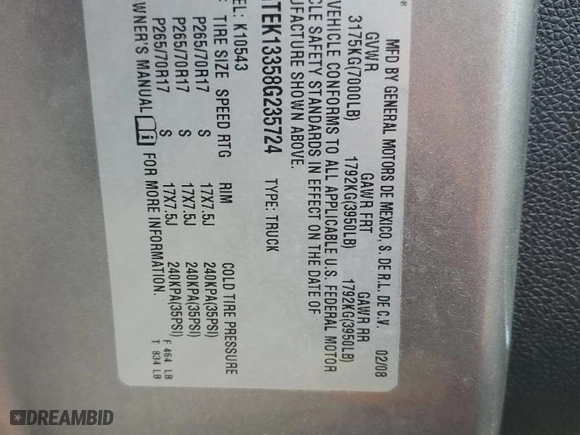 MFD BY GENERAL MOTORS DE MEXICO, S. DE R.L. DE C.V. 02/08
GVWR GAWR FRT GAWR RR
3175KG(7000LB) 1792KG(3950LB) 1792KG(3950LB)
VEHICLE CONFORMS TO ALL APPLICABLE U.S. FEDERAL MOTOR
CLE SAFETY STANDARDS IN EFFECT ON THE DATE OF
UFACTURE SHOWN ABOVE.
TEK13358G235724 TYPE: TRUCK
EL: K10543
TIRE SIZE SPEED RTG RIM COLD TIRE PRESSURE
P265/70R17 S 17X7.5J 240KPA(35PSI)
P265/70R17 S 17X7.5J 240KPA(35PSI)
P265/70R17 S 17X7.5J 240KPA(35PSI)
OWNER'S MANUAL i FOR MORE INFORMATION.
F 464 LB
T 834 LB
DREAMBID